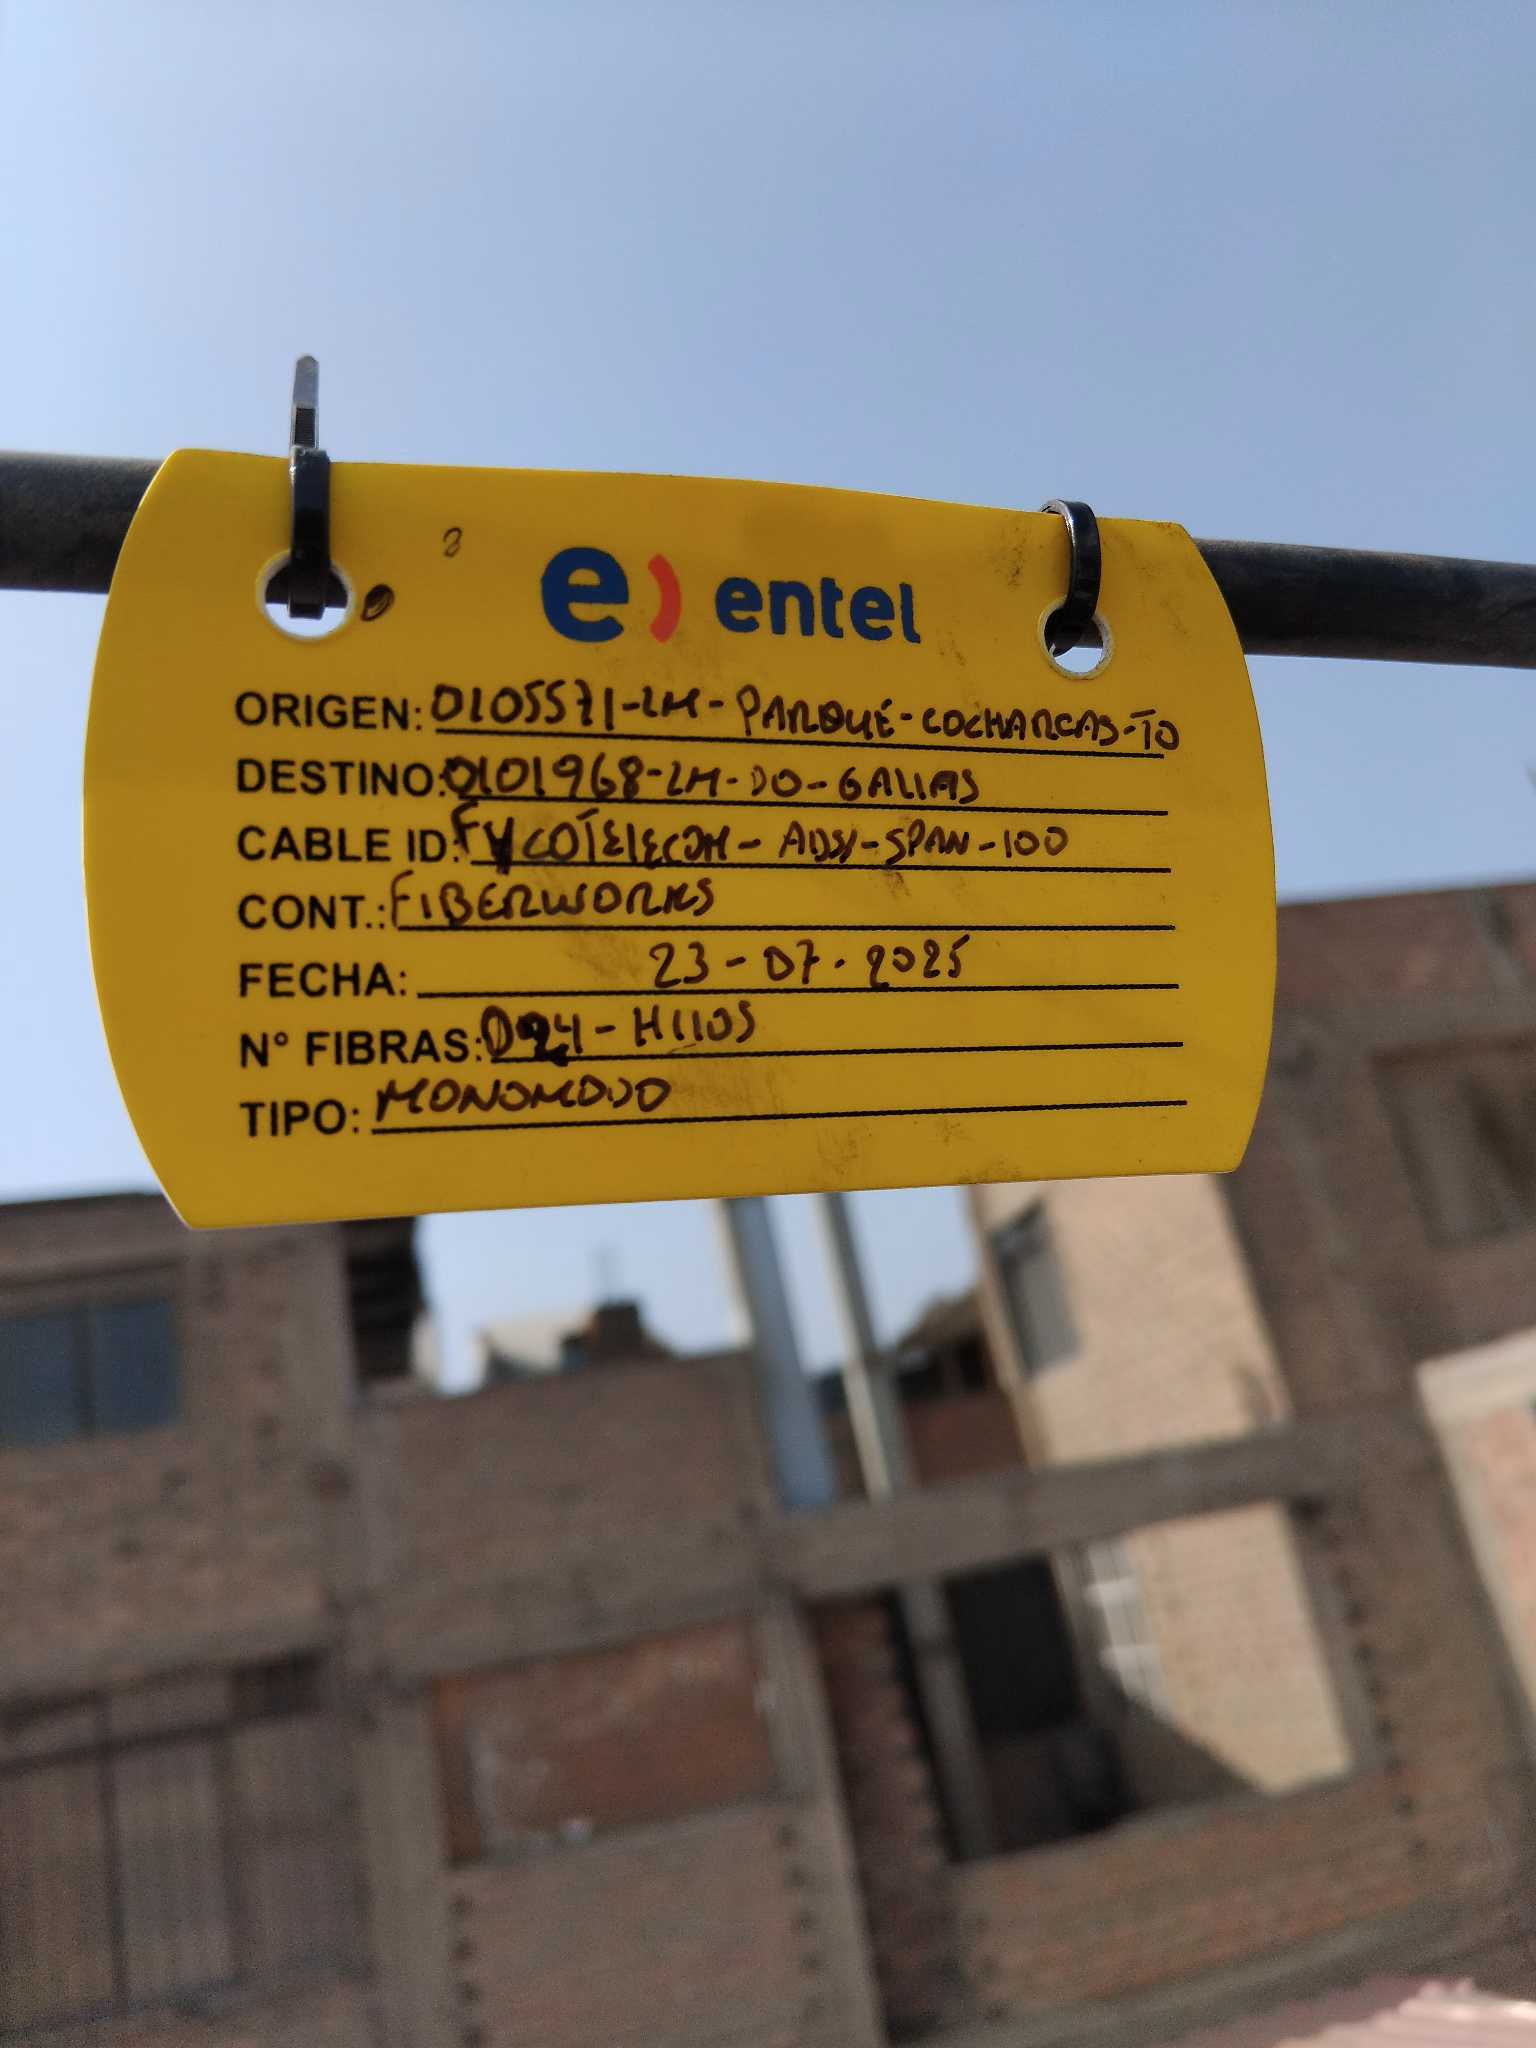 e) entel
ORIGEN: 0105571-LM-PARQUE-COCHARCAS-TO
DESTINO: 0101968-LM-DO-GALIAS
CABLE ID: FYCOTELECOM-ADSS-SPAN-100
CONT.: FIBERWORKS
FECHA: 23-07-2025
N° FIBRAS: 024-HILOS
TIPO: MONOMODO